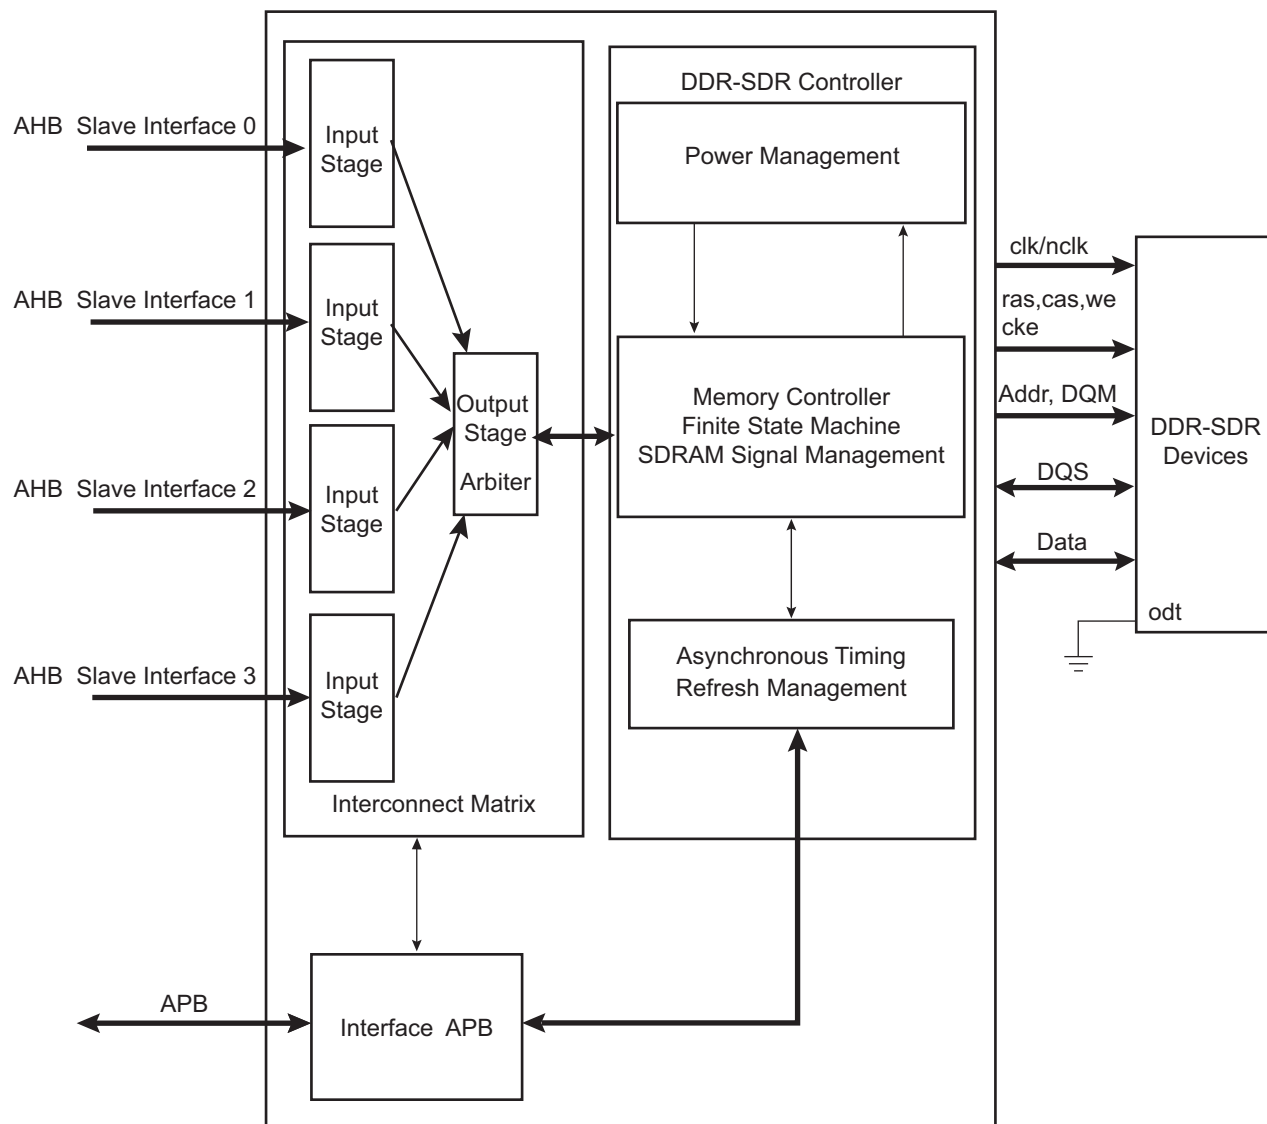 DDR-SDR Controller
AHB  Slave Interface 0
Input
Stage
Power Management
clk/nclk
AHB  Slave Interface 1
Input
Stage
ras,cas,we
cke
Output
Stage
Arbiter
Memory Controller
Finite State Machine
SDRAM Signal Management
Addr, DQM
DDR-SDR
Devices
AHB  Slave Interface 2
Input
Stage
DQS
Data
odt
AHB  Slave Interface 3
Input
Stage
Asynchronous Timing
Refresh Management
Interconnect Matrix
APB
Interface  APB